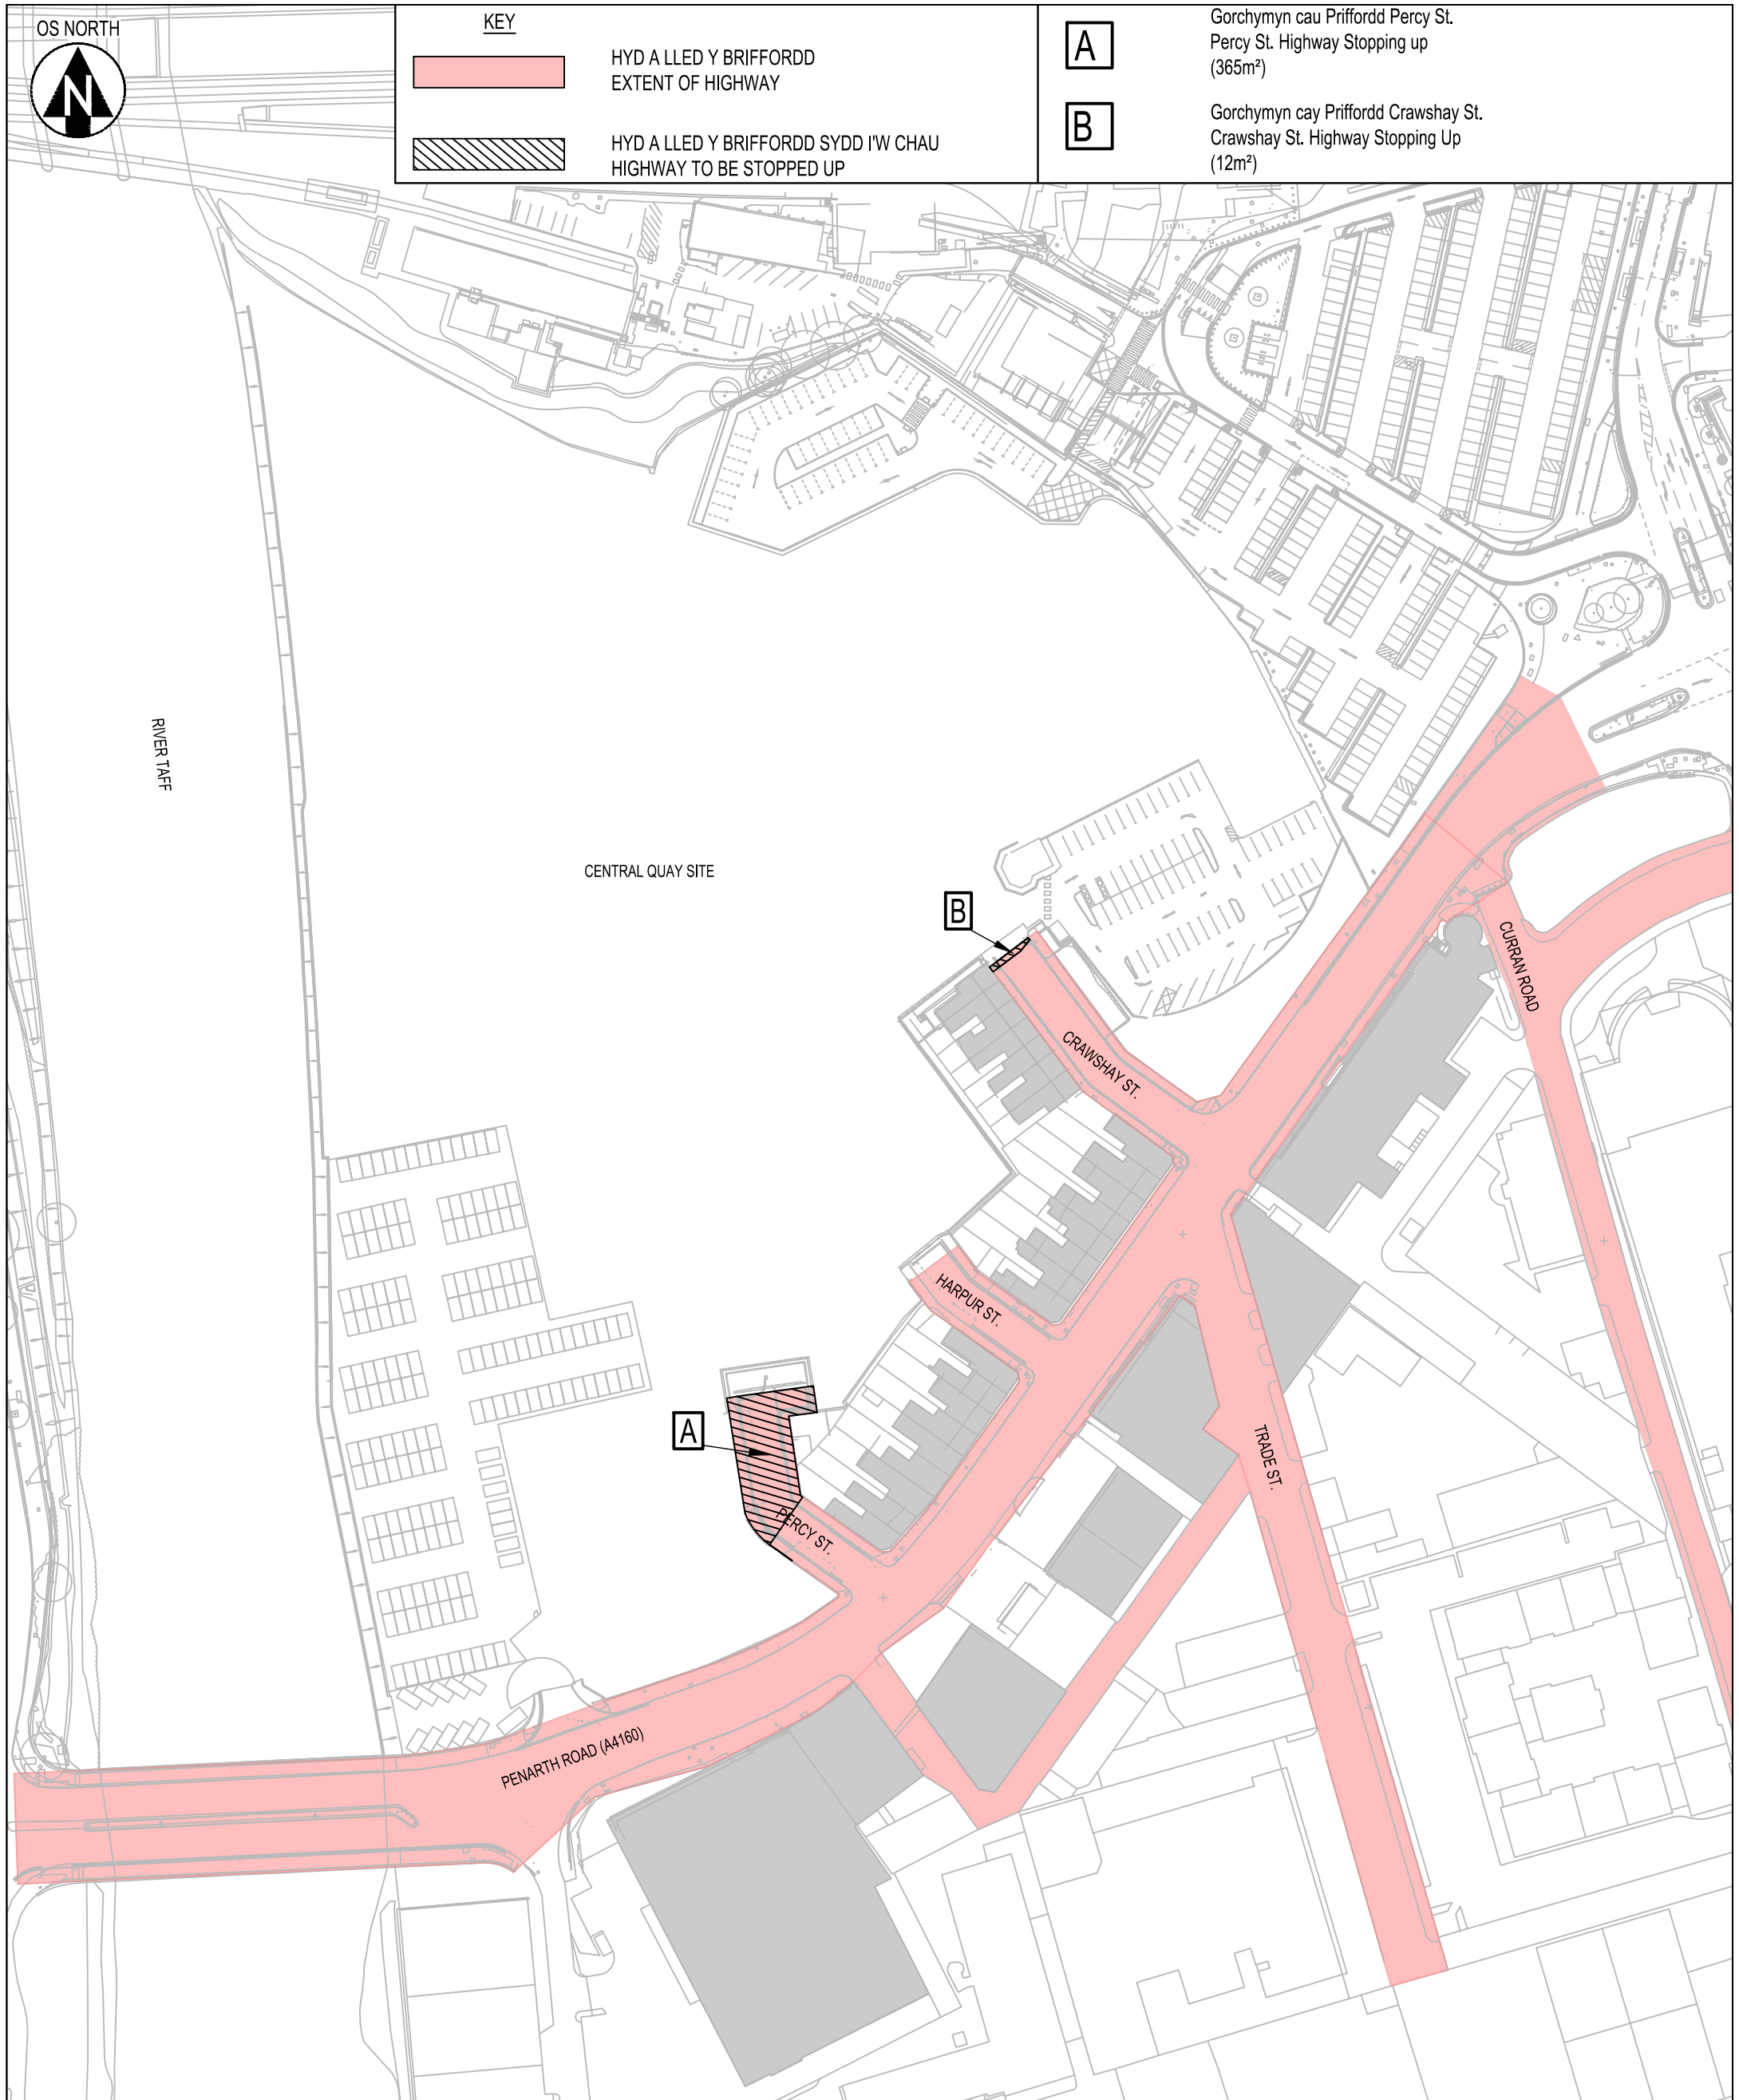 OS NORTH
N
KEY
HYD A LLED Y BRIFFORDD
EXTENT OF HIGHWAY
HYD A LLED Y BRIFFORDD SYDD I'W CHAU
HIGHWAY TO BE STOPPED UP
A
Gorchymyn cau Priffordd Percy St.
Percy St. Highway Stopping up
(365m²)
B
Gorchymyn cay Priffordd Crawshay St.
Crawshay St. Highway Stopping Up
(12m²)
RIVER TAFF
CENTRAL QUAY SITE
B
CURRAN ROAD
CRAWSHAY ST.
HARPUR ST.
A
TRADE ST.
PERCY ST.
PENARTH ROAD (A4160)